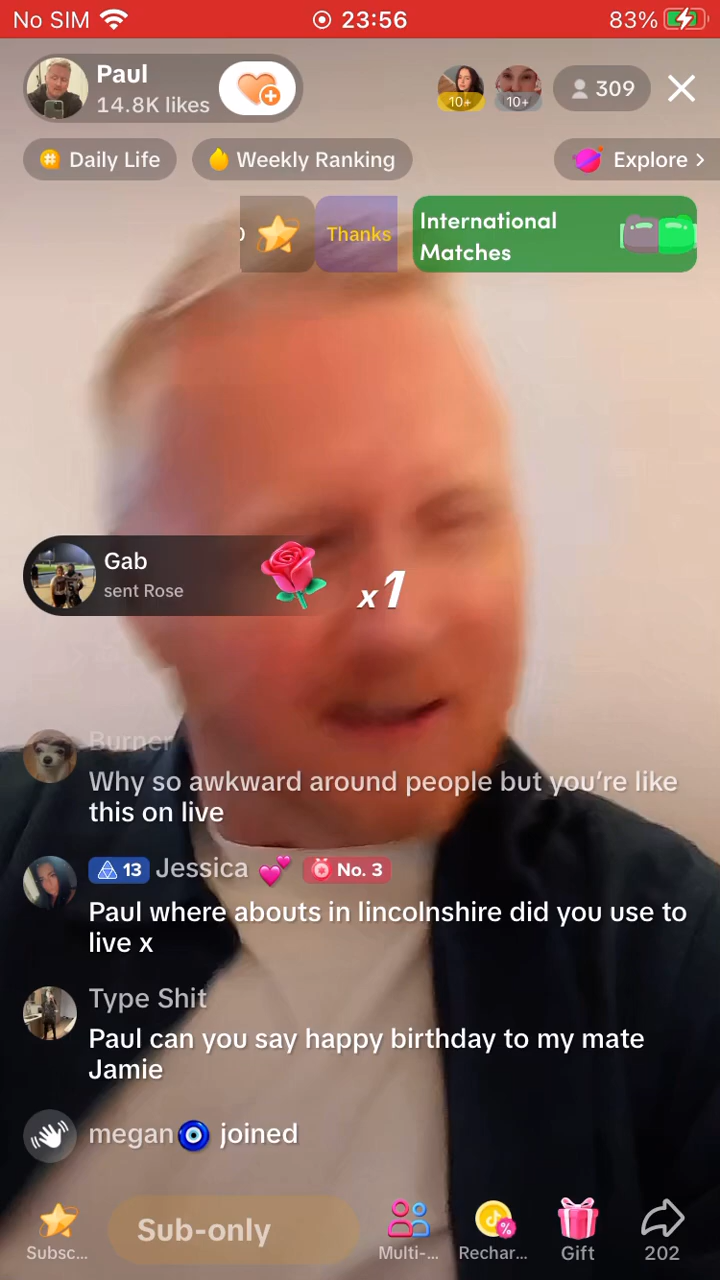 No SIM 23:56 83%
Paul
14.8K likes
10+ 10+ 309
Daily Life Weekly Ranking Explore >
Thanks International
Matches
Gab
sent Rose
x1
Burner
Why so awkward around people but you're like
this on live
13 Jessica No. 3
Paul where abouts in lincolnshire did you use to
live x
Type Shit
Paul can you say happy birthday to my mate
Jamie
megan joined
Sub-only
Subsc... Multi-... Rechar... Gift 202